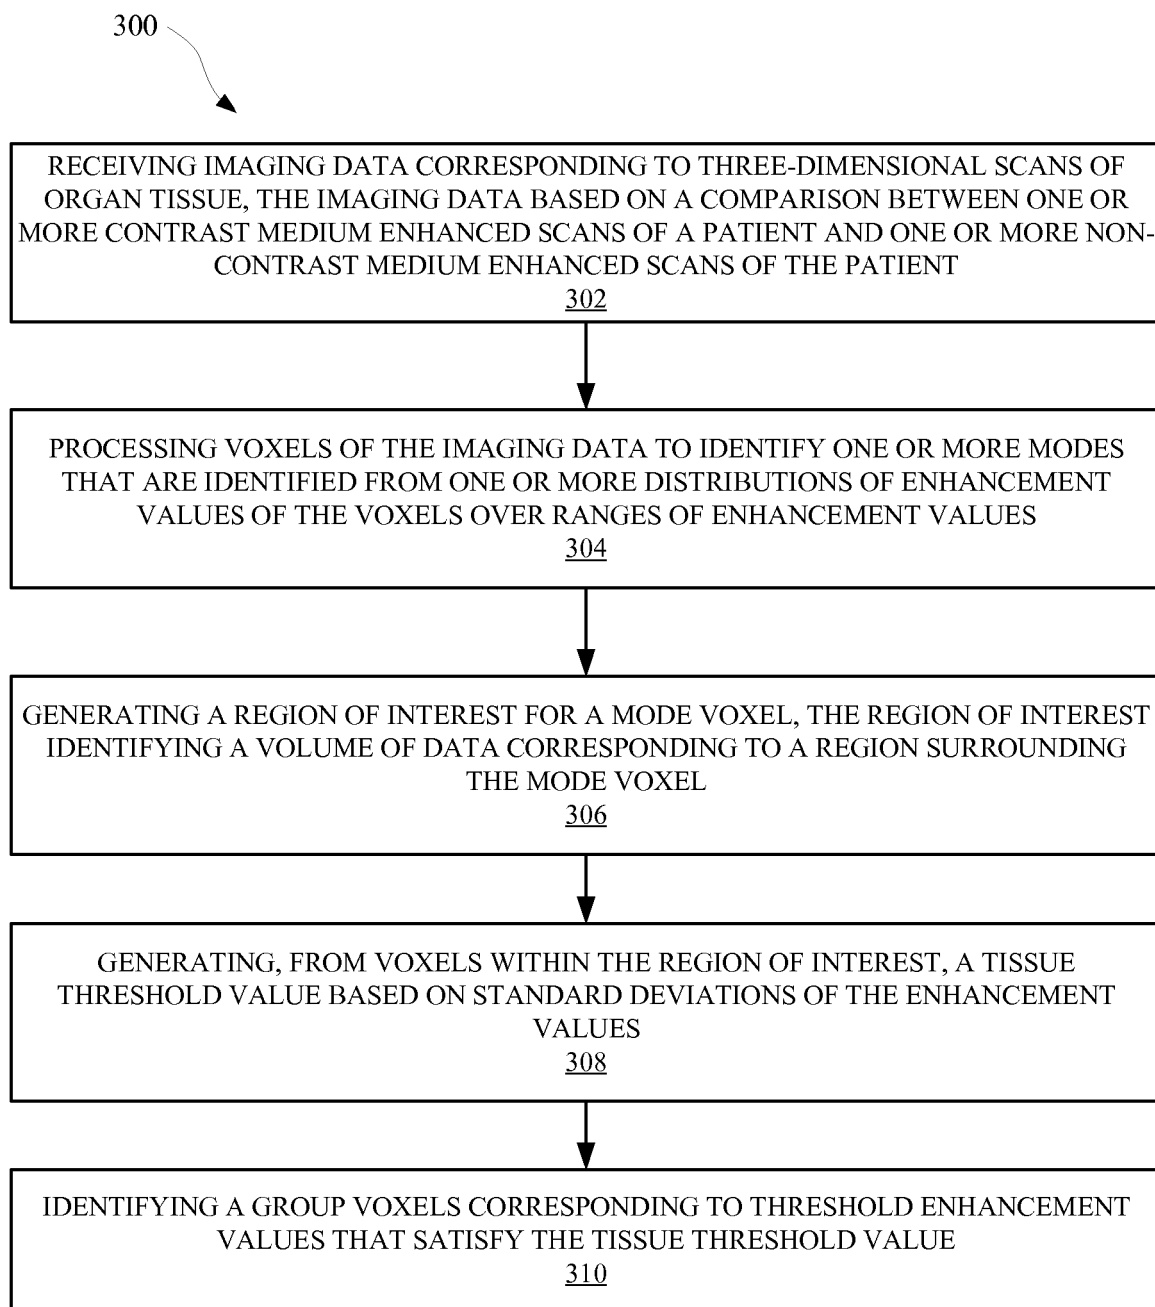 300
RECEIVING IMAGING DATA CORRESPONDING TO THREE-DIMENSIONAL SCANS OF
ORGAN TISSUE, THE IMAGING DATA BASED ON A COMPARISON BETWEEN ONE OR
MORE CONTRAST MEDIUM ENHANCED SCANS OF A PATIENT AND ONE OR MORE NON-
CONTRAST MEDIUM ENHANCED SCANS OF THE PATIENT
302
PROCESSING VOXELS OF THE IMAGING DATA TO IDENTIFY ONE OR MORE MODES
THAT ARE IDENTIFIED FROM ONE OR MORE DISTRIBUTIONS OF ENHANCEMENT
VALUES OF THE VOXELS OVER RANGES OF ENHANCEMENT VALUES
304
GENERATING A REGION OF INTEREST FOR A MODE VOXEL, THE REGION OF INTEREST
IDENTIFYING A VOLUME OF DATA CORRESPONDING TO A REGION SURROUNDING
THE MODE VOXEL
306
GENERATING, FROM VOXELS WITHIN THE REGION OF INTEREST, A TISSUE
THRESHOLD VALUE BASED ON STANDARD DEVIATIONS OF THE ENHANCEMENT
VALUES
308
IDENTIFYING A GROUP VOXELS CORRESPONDING TO THRESHOLD ENHANCEMENT
VALUES THAT SATISFY THE TISSUE THRESHOLD VALUE
310